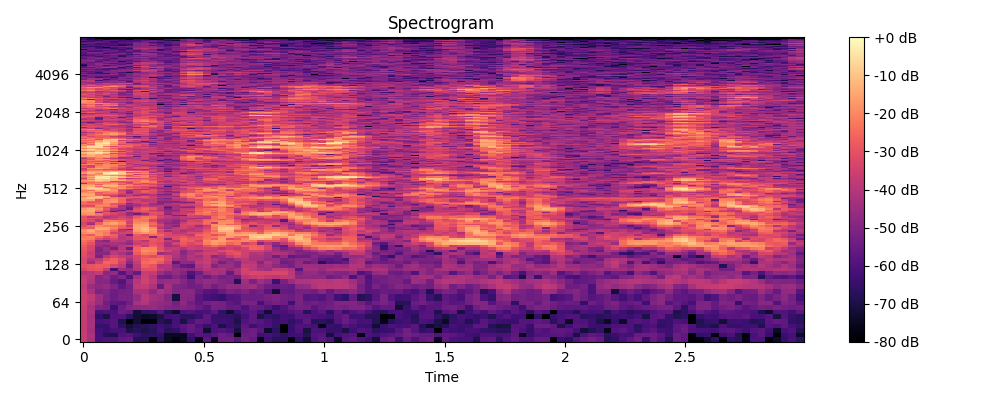 Spectrogram
Hz
4096
2048
1024
512
256
128
64
0
0
0.5
1
1.5
2
2.5
Time
+0 dB
-10 dB
-20 dB
-30 dB
-40 dB
-50 dB
-60 dB
-70 dB
-80 dB